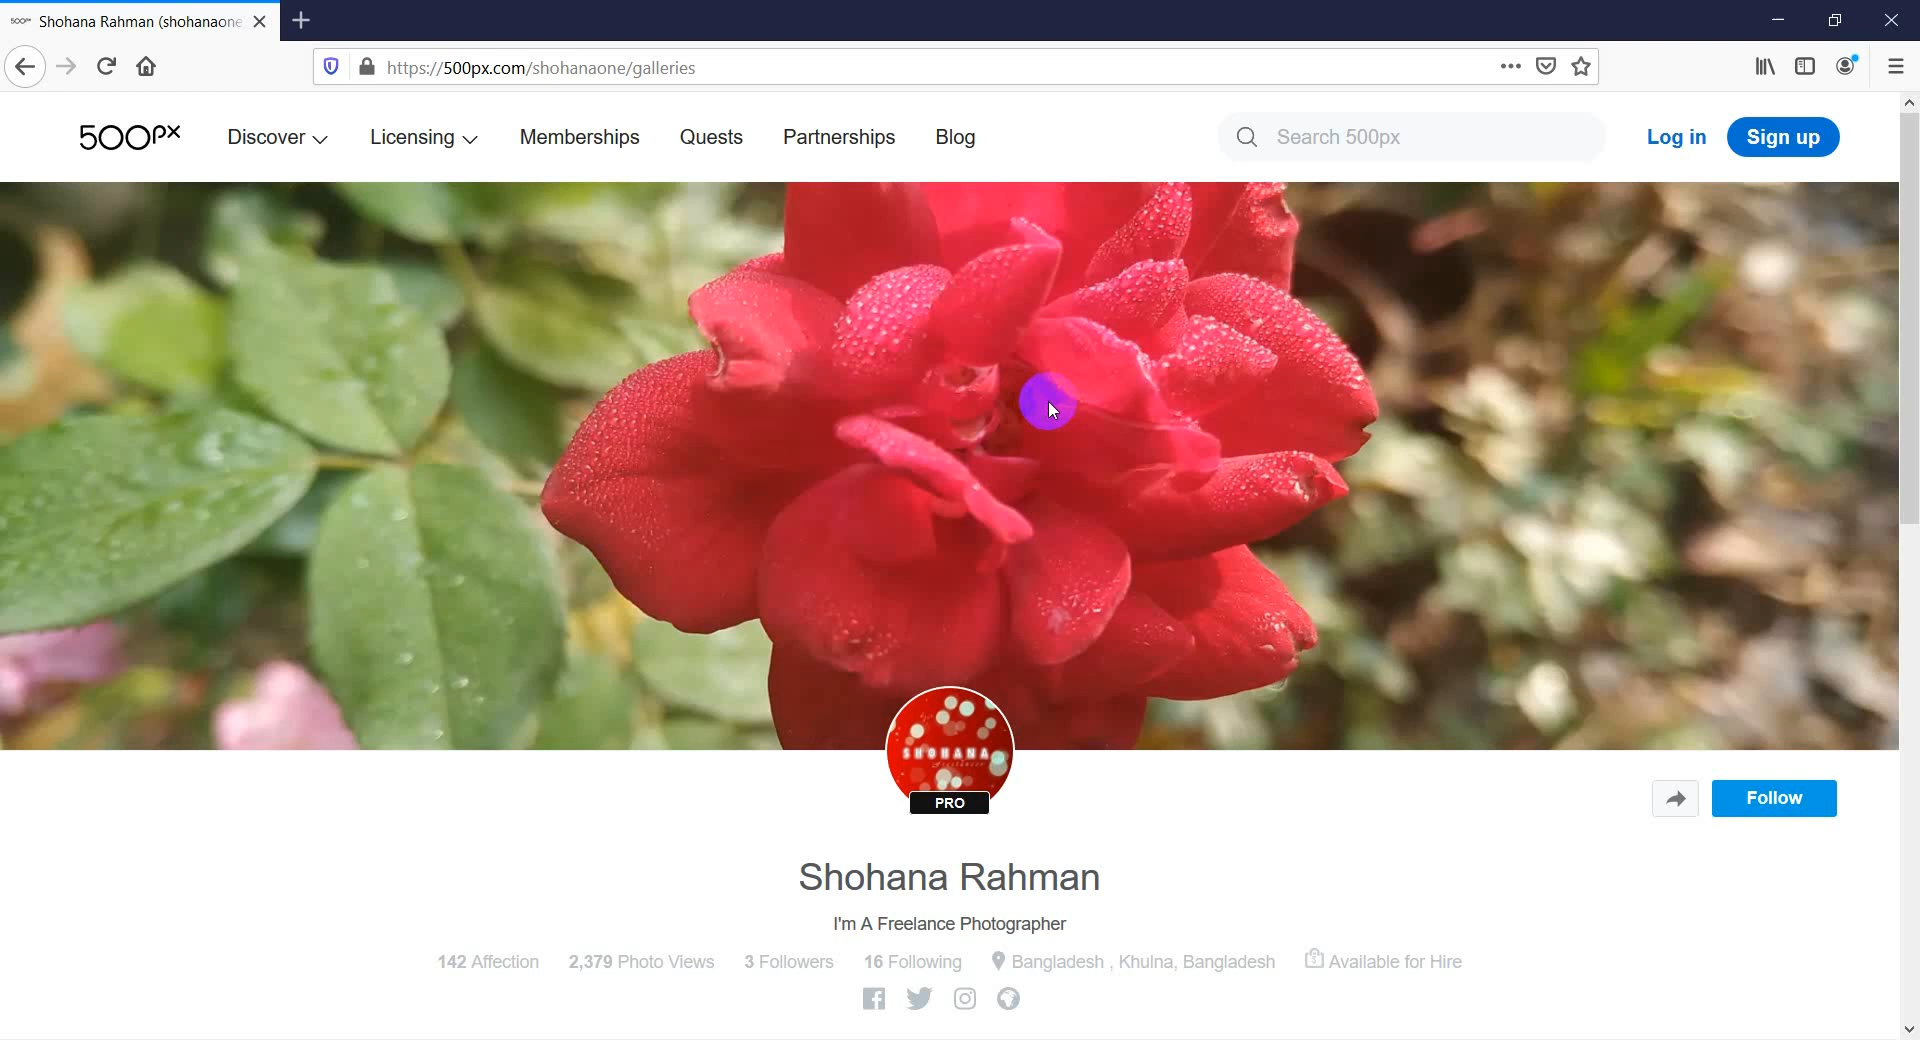 500px Shohana Rahman (shohanaone
https://500px.com/shohanaone/galleries
500px Discover Licensing Memberships Quests Partnerships Blog Search 500px Log in Sign up
SHOHANA
Freelancer
PRO
Follow
Shohana Rahman
I'm A Freelance Photographer
142 Affection 2,379 Photo Views 3 Followers 16 Following Bangladesh , Khulna, Bangladesh Available for Hire